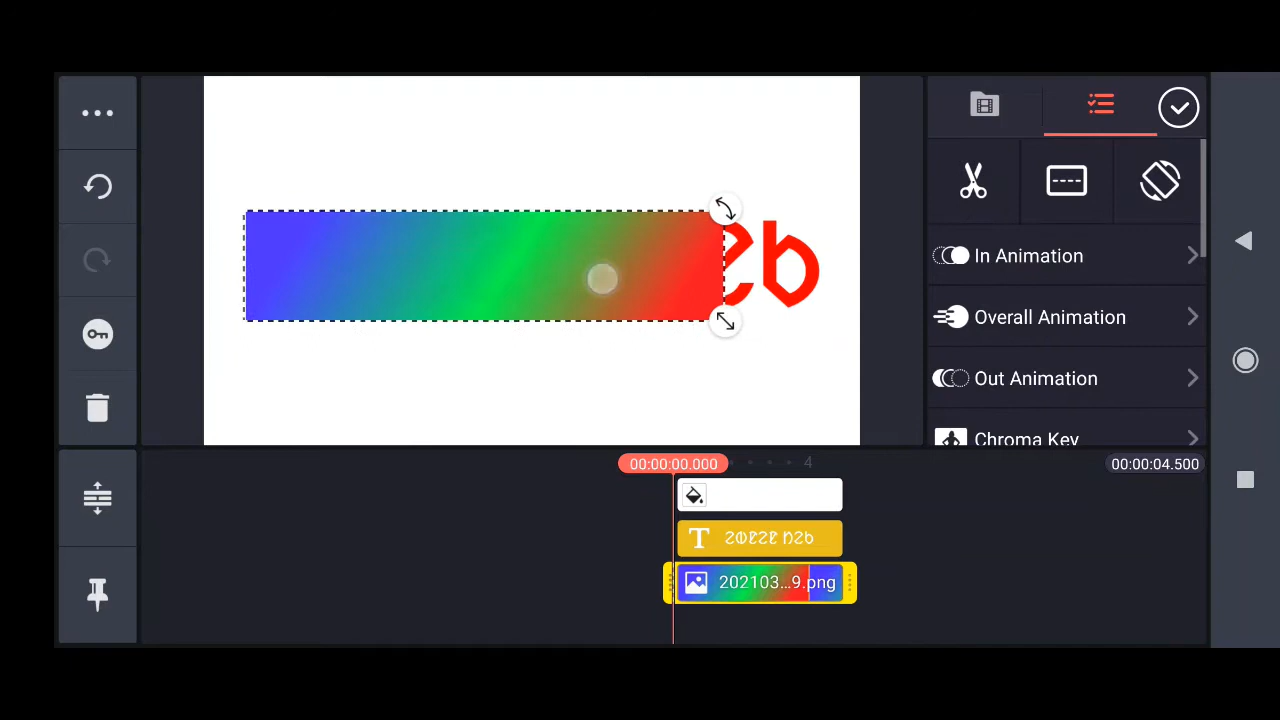 In Animation
Overall Animation
Out Animation
Chroma Key
00:00:00.000
4
00:00:04.500
T
202103...9.png